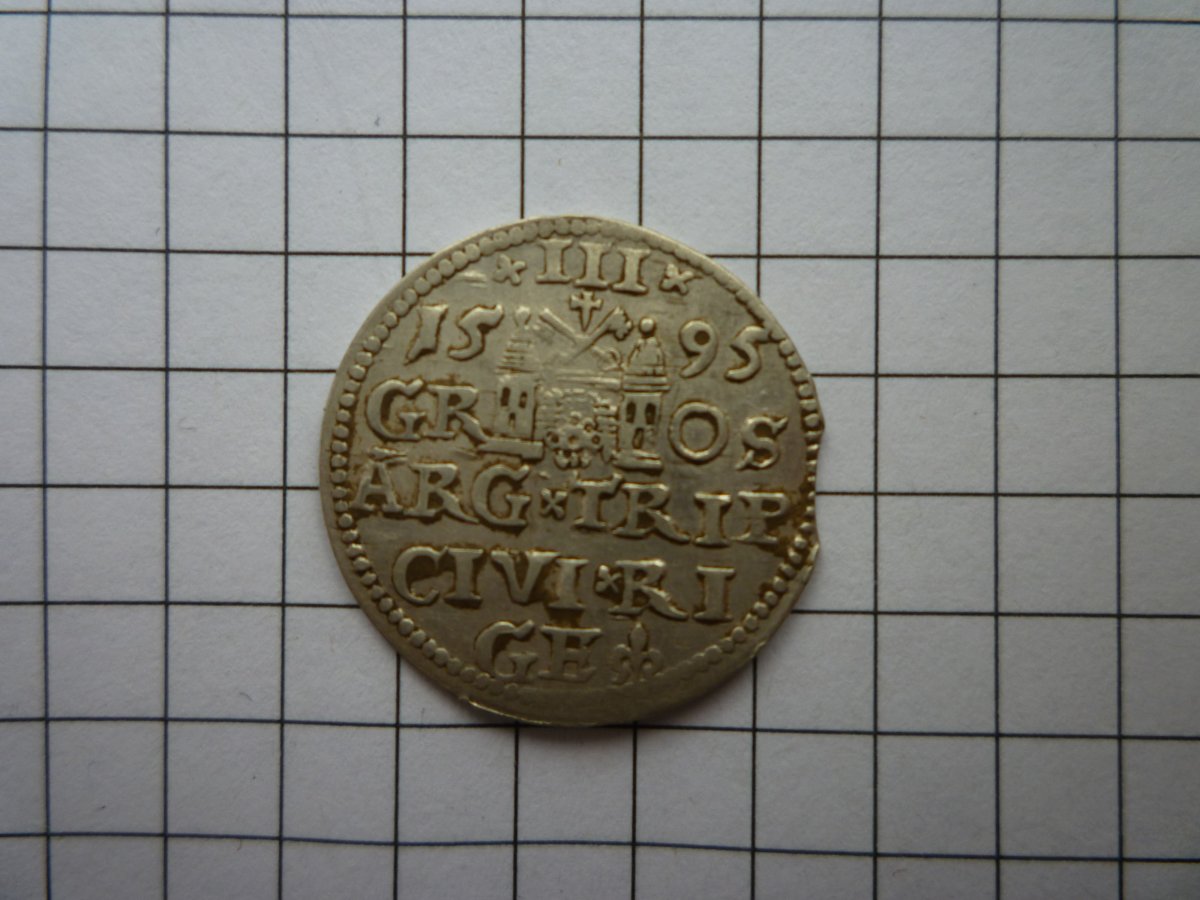 III
15 95
GR OS
ARG × TRIP
CIVI × RI
GE